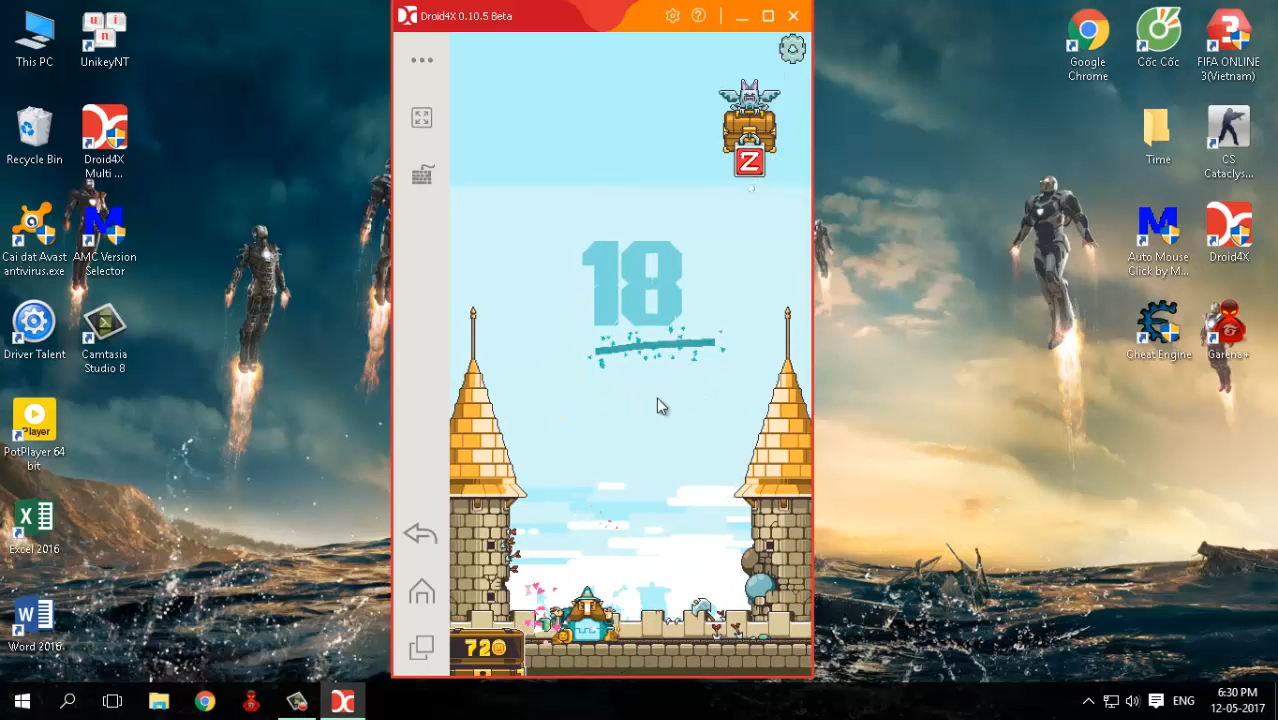 This PC
UnikeyNT
Recycle Bin
Droid4X
Multi ...
Cai dat Avast
antivirus.exe
AMC Version
Selector
Driver Talent
Camtasia
Studio 8
Player
PotPlayer 64
bit
Excel 2016
Word 2016
Droid4X 0.10.5 Beta
Z
18
720
Google
Chrome
Cốc Cốc
FIFA ONLINE
3(Vietnam)
Time
CS
Cataclys...
Auto Mouse
Click by M...
Droid4X
Cheat Engine
Garena+
ENG
6:30 PM
12-05-2017